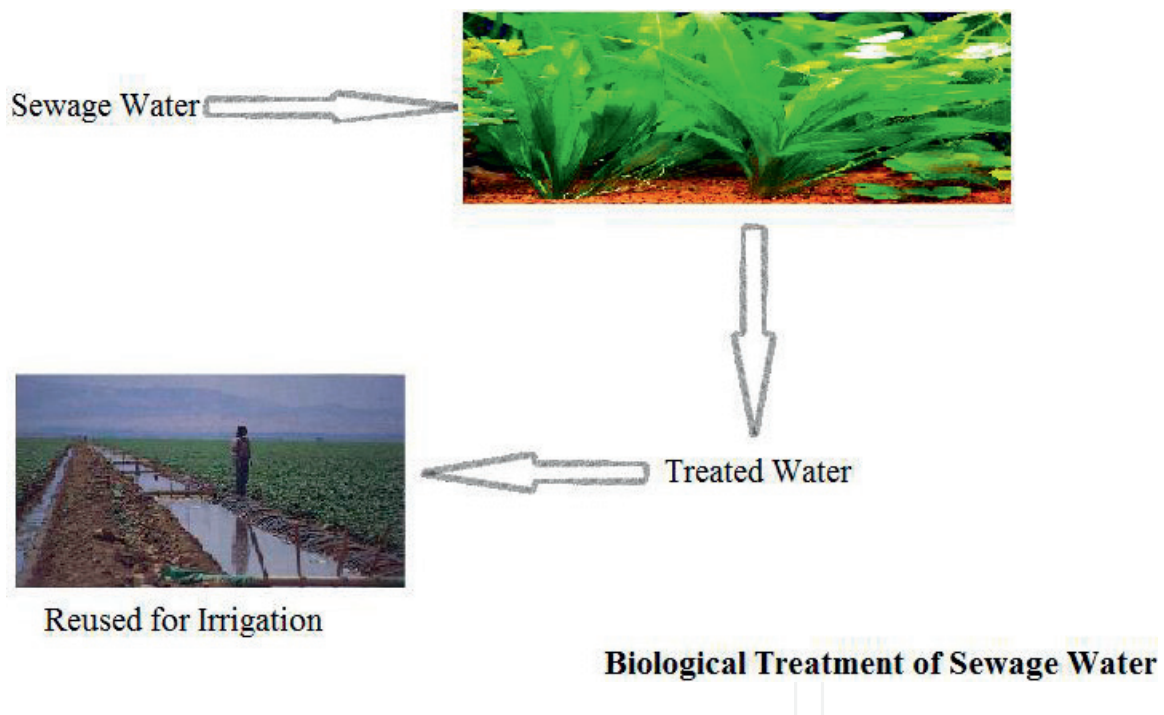 Sewage Water
Treated Water
Reused for Irrigation
Biological Treatment of Sewage Water